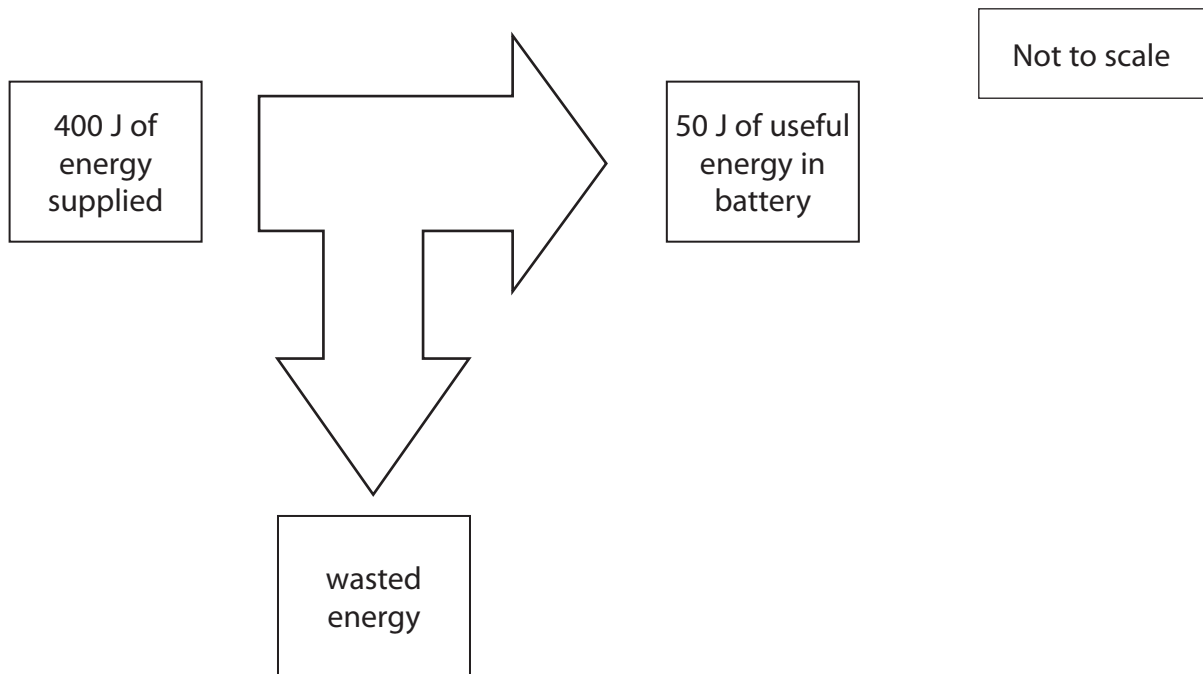 Not to scale
400 J of
energy
supplied
50 J of useful
energy in
battery
wasted
energy